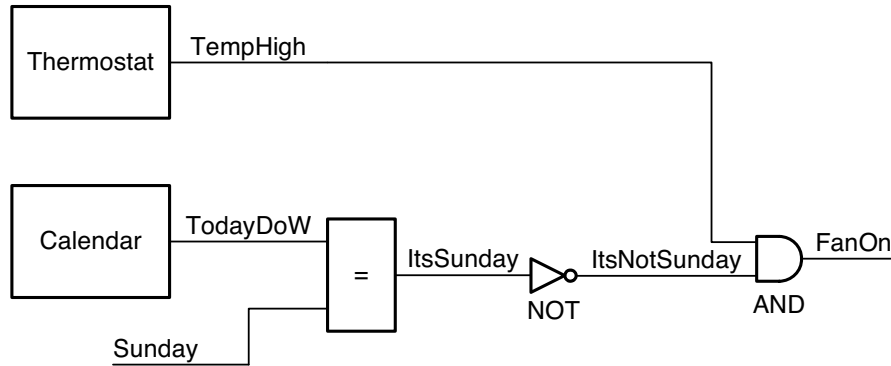 Thermostat
TempHigh
Calendar
TodayDoW
Sunday
=
ItsSunday
NOT
ItsNotSunday
AND
FanOn